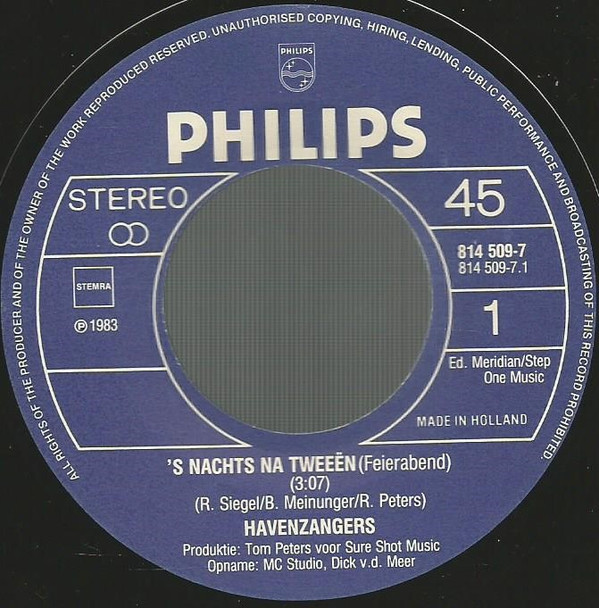 ALL RIGHTS OF THE PRODUCER AND OF THE OWNER OF THE WORK REPRODUCED RESERVED. UNAUTHORISED COPYING, HIRING, LENDING, PUBLIC PERFORMANCE AND BROADCASTING OF THIS RECORD PROHIBITED.
PHILIPS
PHILIPS
STEREO
45
814 509-7
814 509-7.1
STEMRA
℗ 1983
1
Ed. Meridian/Step
One Music
MADE IN HOLLAND
'S NACHTS NA TWEEËN (Feierabend)
(3:07)
(R. Siegel/B. Meinunger/R. Peters)
HAVENZANGERS
Produktie: Tom Peters voor Sure Shot Music
Opname: MC Studio, Dick v.d. Meer